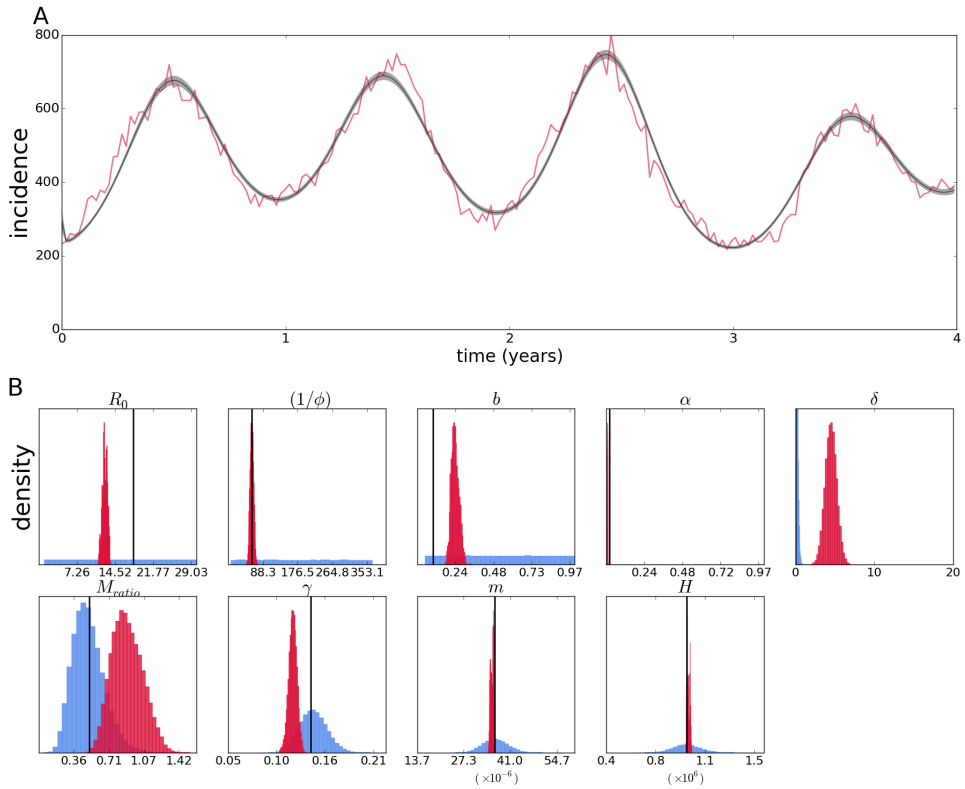 A
incidence
800
600
400
200
0
0 1 2 3 4
time (years)
B
density
R₀ (1/ϕ) b α δ
7.26 14.52 21.77 29.03 88.3 176.5 264.8 353.1 0.24 0.48 0.73 0.97 0.24 0.48 0.72 0.97 0 10 20
M_ratio γ m H
0.36 0.71 1.07 1.42 0.05 0.10 0.16 0.21 13.7 27.3 41.0 54.7 0.4 0.8 1.1 1.5
(×10⁻⁶) (×10⁶)